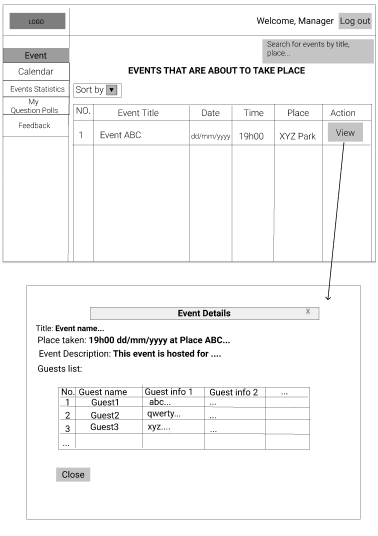 LOGO
Welcome, Manager
Log out
Search for events by title,
place...
Event
EVENTS THAT ARE ABOUT TO TAKE PLACE
Calendar
Events Statistics
Sort by ▼
My
Question Polls
Feedback
NO. Event Title Date Time Place Action
1 Event ABC dd/mm/yyyy 19h00 XYZ Park View
Event Details X
Title: Event name...
Place taken: 19h00 dd/mm/yyyy at Place ABC...
Event Description: This event is hosted for ....
Guests list:
No. Guest name Guest info 1 Guest info 2 ...
1 Guest1 abc... ...
2 Guest2 qwerty... ...
3 Guest3 xyz.... ...
...
Close